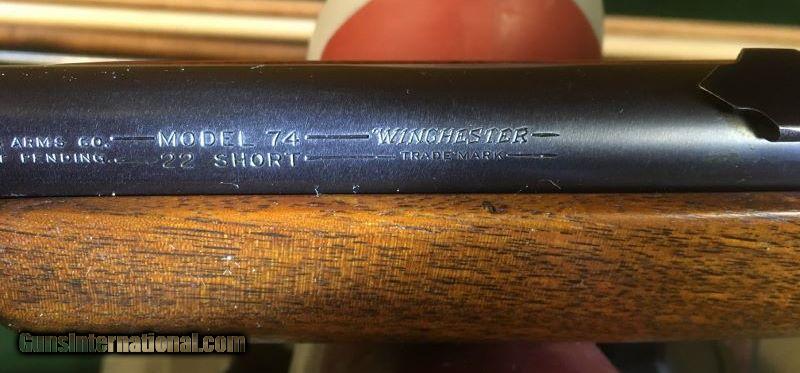 ARMS CO. — MODEL 74 — WINCHESTER —
PENDING. — 22 SHORT — TRADE MARK —
GunsInternational.com